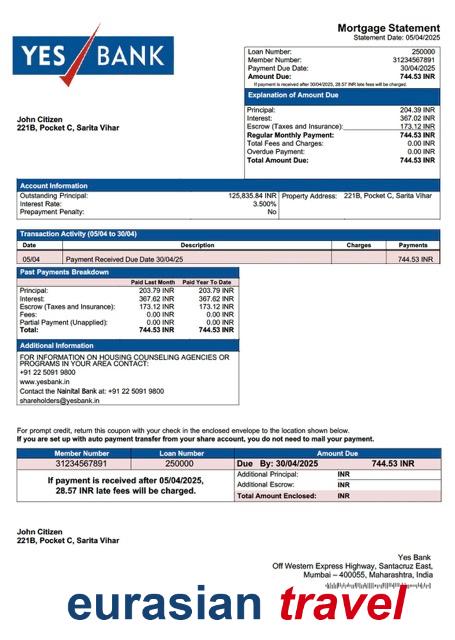 YES BANK
Mortgage Statement
Statement Date: 05/04/2025
Loan Number: 250000
Member Number: 31234567891
Payment Due Date: 30/04/2025
Amount Due: 744.53 INR
If payment is received after 30/04/2025, 28.57 INR late fees will be charged.
John Citizen
221B, Pocket C, Sarita Vihar
Explanation of Amount Due
Principal: 204.39 INR
Interest: 367.02 INR
Escrow (Taxes and Insurance): 173.12 INR
Regular Monthly Payment: 744.53 INR
Total Fees and Charges: 0.00 INR
Overdue Payment: 0.00 INR
Total Amount Due: 744.53 INR
Account Information
Outstanding Principal: 125,835.84 INR Property Address: 221B, Pocket C, Sarita Vihar
Interest Rate: 3.500%
Prepayment Penalty: No
Transaction Activity (05/04 to 30/04)
Date Description Charges Payments
05/04 Payment Received Due Date 30/04/25 744.53 INR
Past Payments Breakdown
Paid Last Month Paid Year To Date
Principal: 203.79 INR 203.79 INR
Interest: 367.62 INR 367.62 INR
Escrow (Taxes and Insurance): 173.12 INR 173.12 INR
Fees: 0.00 INR 0.00 INR
Partial Payment (Unapplied): 0.00 INR 0.00 INR
Total: 744.53 INR 744.53 INR
Additional Information
FOR INFORMATION ON HOUSING COUNSELING AGENCIES OR
PROGRAMS IN YOUR AREA CONTACT:
+91 22 5091 9800
www.yesbank.in
Contact the Nainital Bank at: +91 22 5091 9800
shareholders@yesbank.in
For prompt credit, return this coupon with your check in the enclosed envelope to the location shown below.
If you are set up with auto payment transfer from your share account, you do not need to mail your payment.
Member Number Loan Number Amount Due
31234567891 250000 Due By: 30/04/2025 744.53 INR
If payment is received after 05/04/2025,
28.57 INR late fees will be charged.
Additional Principal: INR
Additional Escrow: INR
Total Amount Enclosed: INR
John Citizen
221B, Pocket C, Sarita Vihar
Yes Bank
Off Western Express Highway, Santacruz East,
Mumbai – 400055, Maharashtra, India
eurasian travel